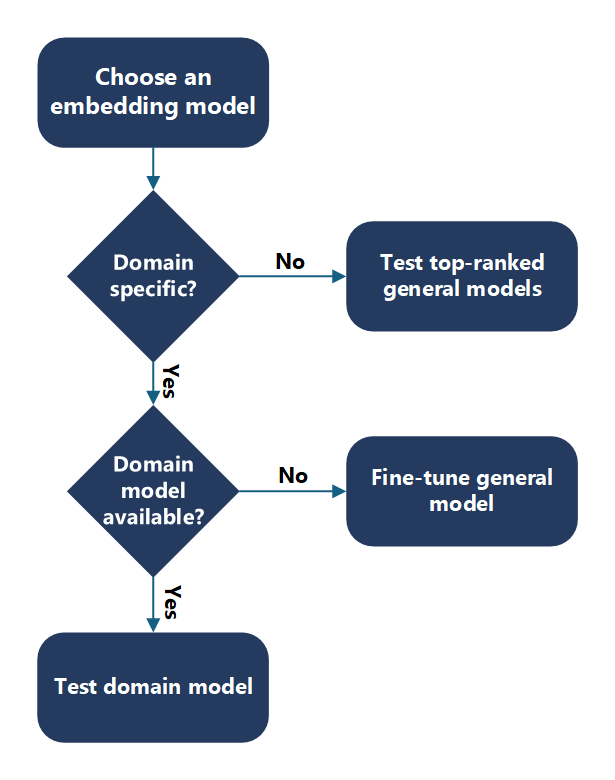 Choose an
embedding model
Domain
specific?
No
Test top-ranked
general models
Yes
Domain
model
available?
No
Fine-tune general
model
Yes
Test domain model